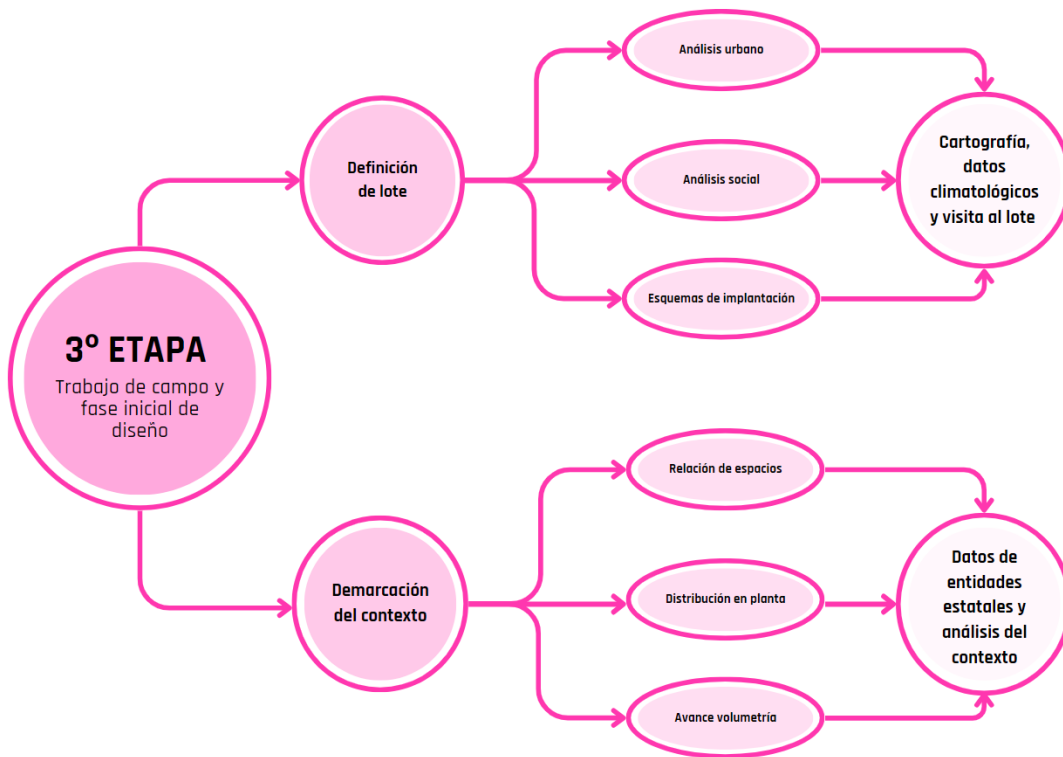 3º ETAPA
Trabajo de campo y
fase inicial de
diseño
Definición
de lote
Análisis urbano
Análisis social
Esquemas de implantación
Cartografía,
datos
climatológicos
y visita al lote
Demarcación
del contexto
Relación de espacios
Distribución en planta
Avance volumetría
Datos de
entidades
estatales y
análisis del
contexto